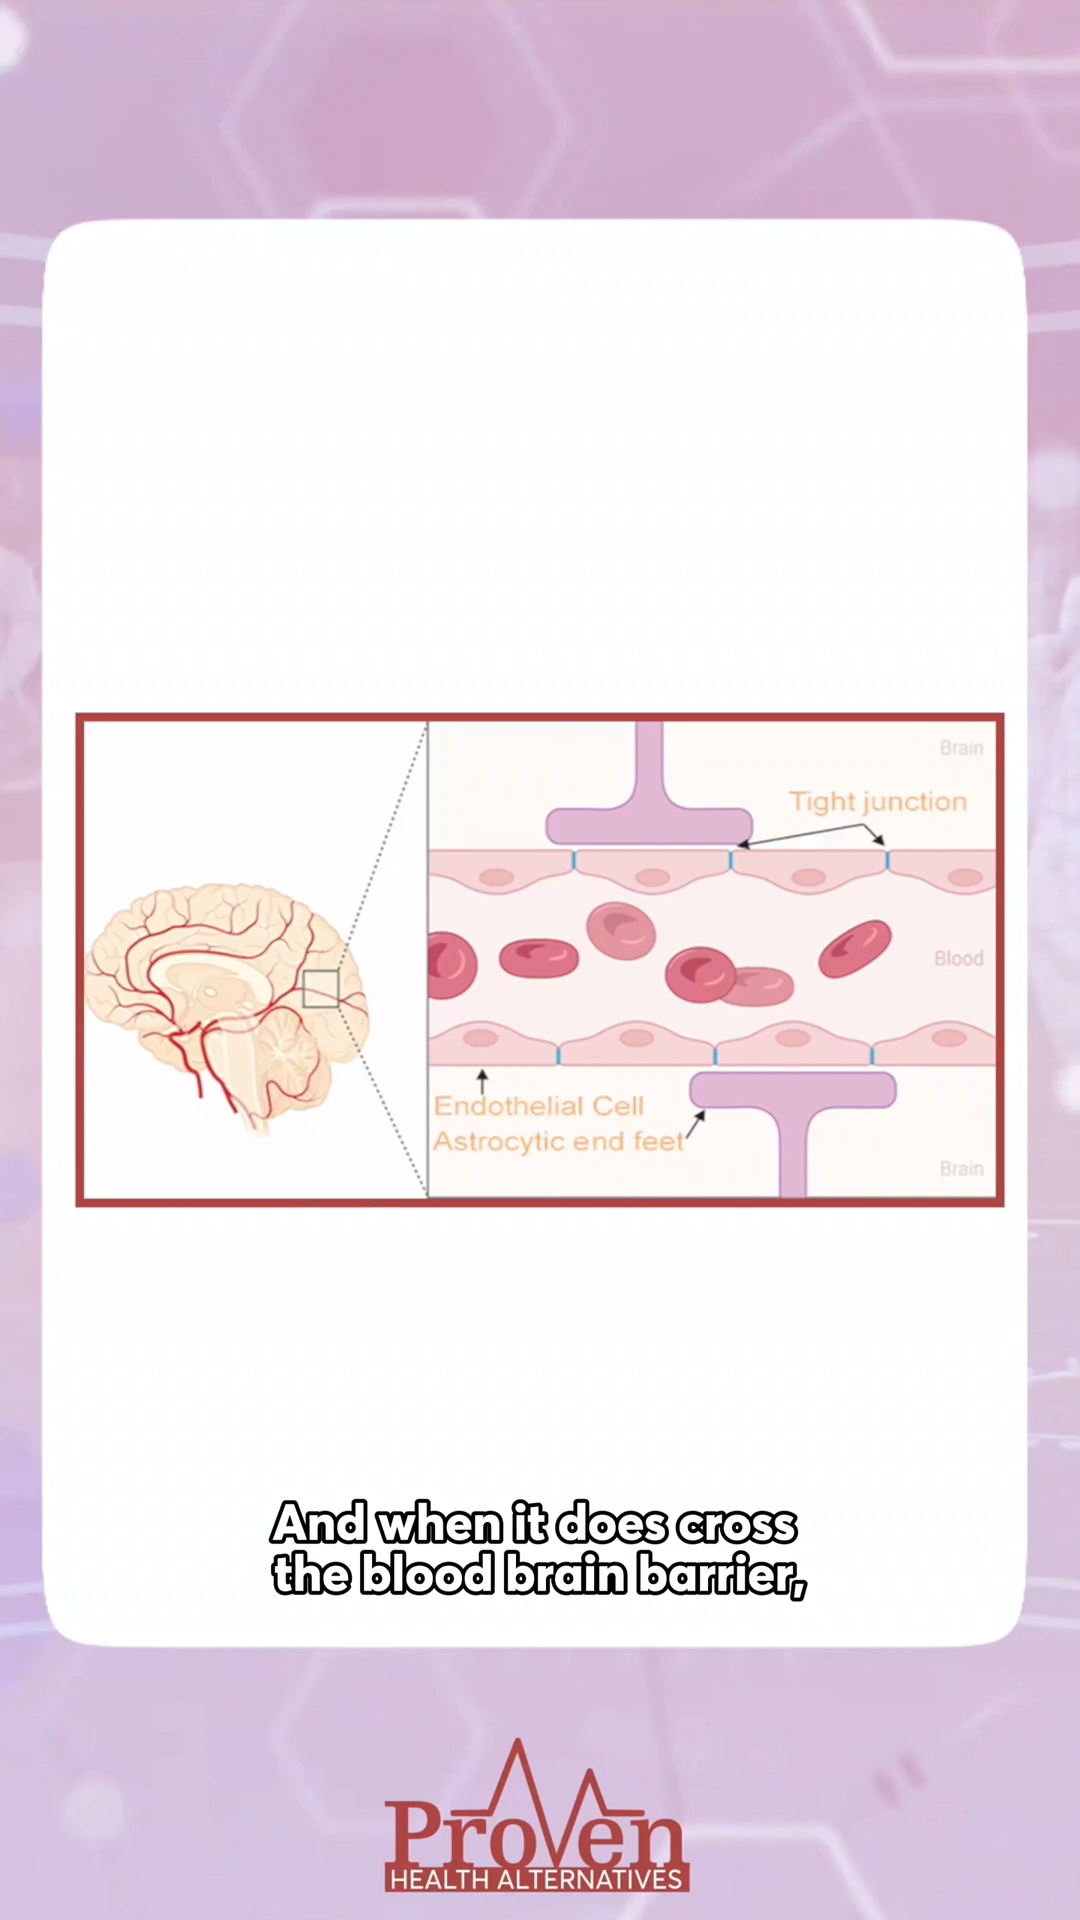 Brain
Tight junction
Blood
Endothelial Cell
Astrocytic end feet
Brain
And when it does cross
the blood brain barrier,
Proven
HEALTH ALTERNATIVES